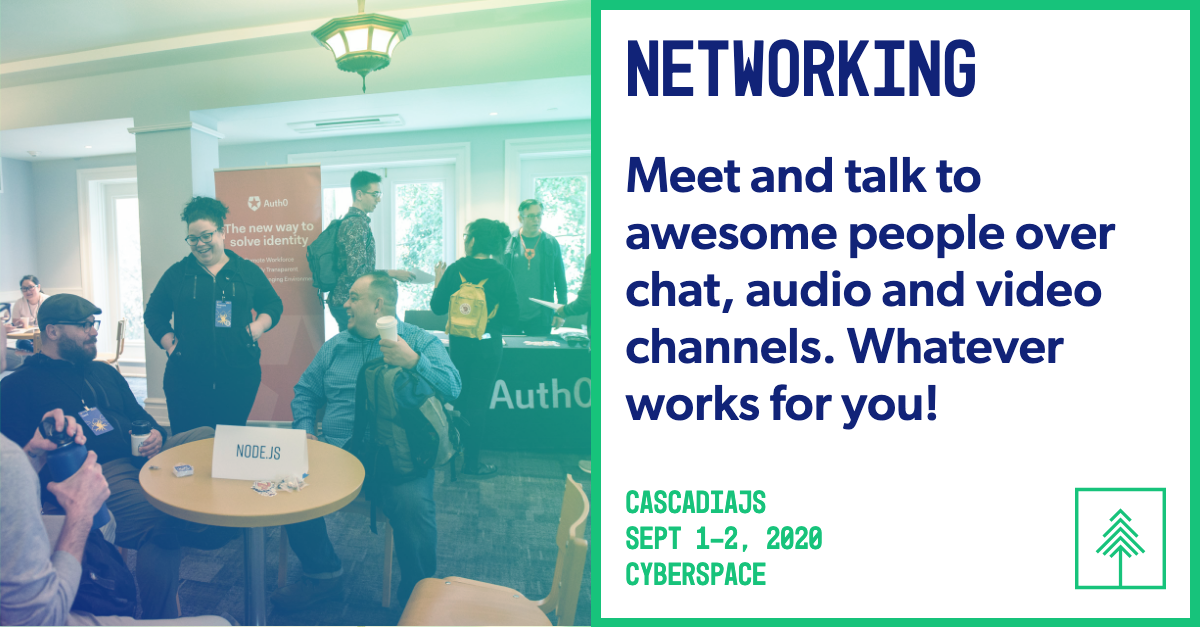 Auth0
The new way to
solve identity
Auth0
NODE.JS
NETWORKING
Meet and talk to
awesome people over
chat, audio and video
channels. Whatever
works for you!
CASCADIAJS
SEPT 1-2, 2020
CYBERSPACE